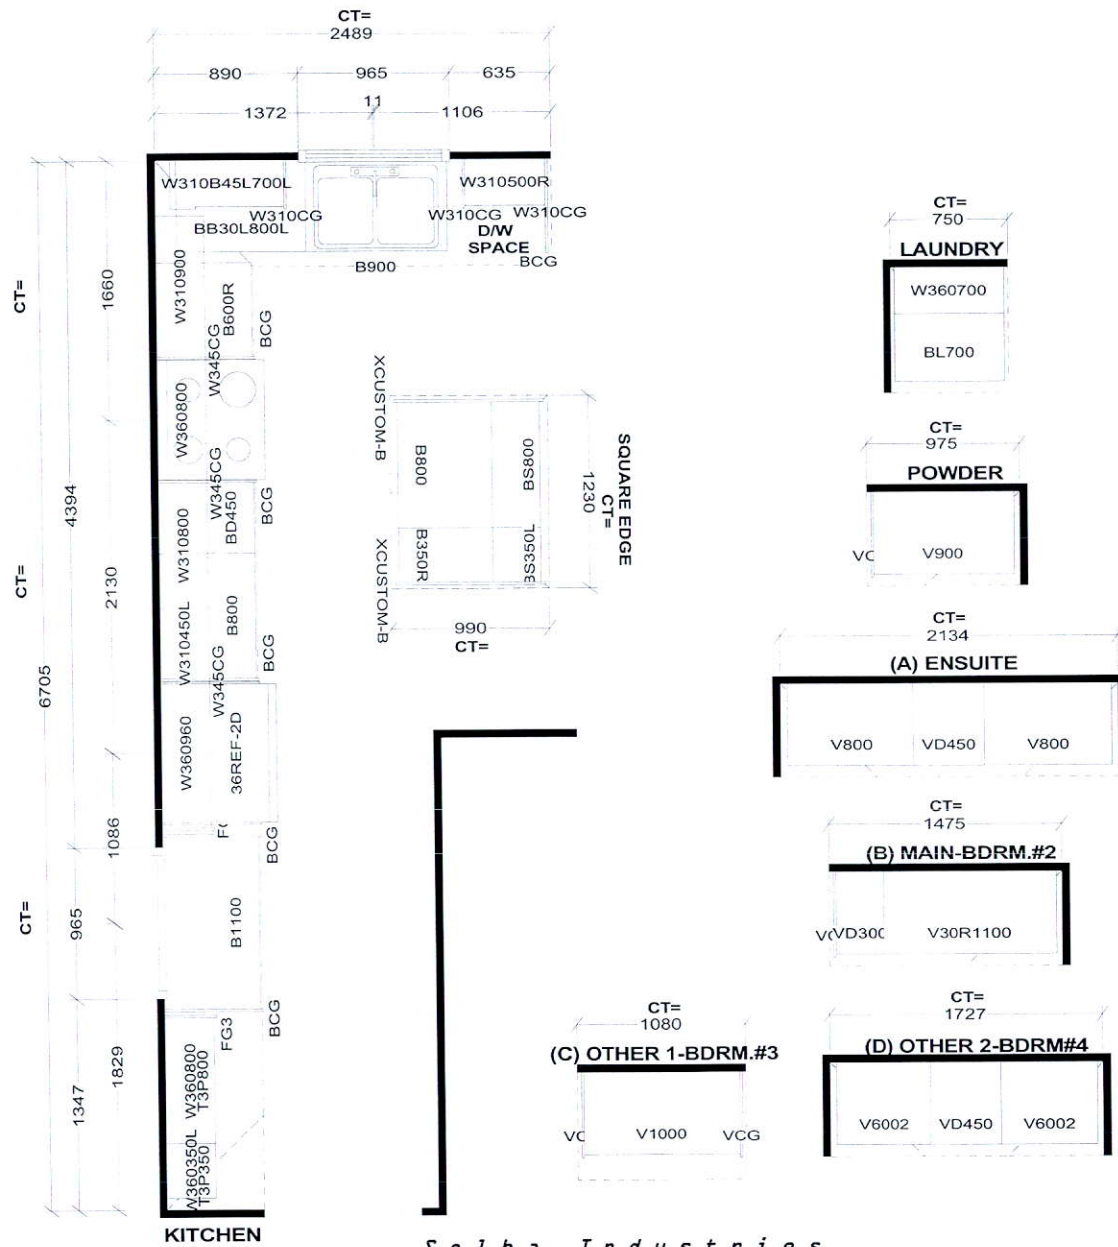 CT=
2489
890
965
635
11
1372
1106
W310B45L700L
W310500R
W310CG
W310CG
W310CG
BB30L800L
D/W
SPACE
B900
BCG
W310900
B600R
BCG
W345CG
W360800
W345CG
BCG
BD450
W310800
W310450L
B800
BCG
W345CG
W360960
36REF-2D
BCG
B1100
FG3
BCG
W360800
T3P800
W360350L
T3P350
KITCHEN
CT=
CT=
CT=
6705
4394
965
1347
1660
2130
1086
1829
XCUSTOM-B
XCUSTOM-B
B800
BS800
B350R
BS350L
1230
CT=
SQUARE EDGE
990
CT=
CT=
750
LAUNDRY
W360700
BL700
CT=
975
POWDER
V900
CT=
2134
(A) ENSUITE
V800
VD450
V800
CT=
1475
(B) MAIN-BDRM.#2
VD300
V30R1100
CT=
1080
(C) OTHER 1-BDRM.#3
V1000
VCG
CT=
1727
(D) OTHER 2-BDRM#4
V6002
VD450
V6002
Selba Industries